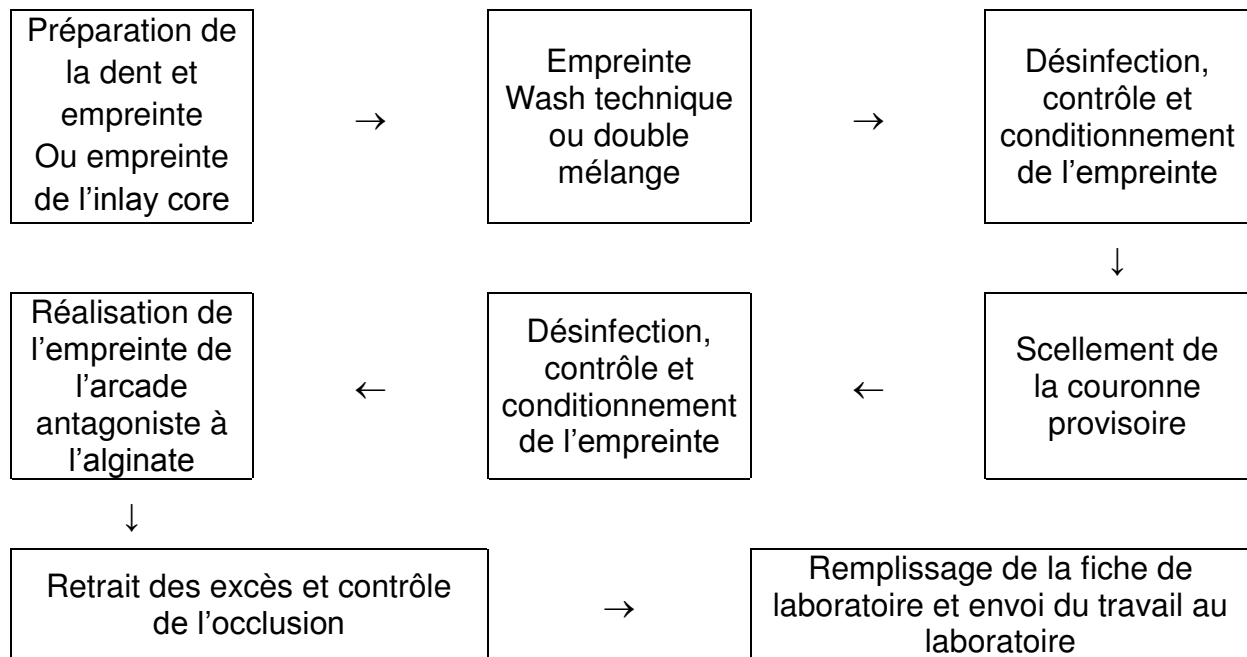 Préparation de
la dent et
empreinte
Ou empreinte
de l'inlay core
→
Empreinte
Wash technique
ou double
mélange
→
Désinfection,
contrôle et
conditionnement
de l'empreinte
↓
Scellement de
la couronne
provisoire
←
Désinfection,
contrôle et
conditionnement
de l'empreinte
←
Réalisation de
l'empreinte de
l'arcade
antagoniste à
l'alginate
↓
Retrait des excès et contrôle
de l'occlusion
→
Remplissage de la fiche de
laboratoire et envoi du travail au
laboratoire